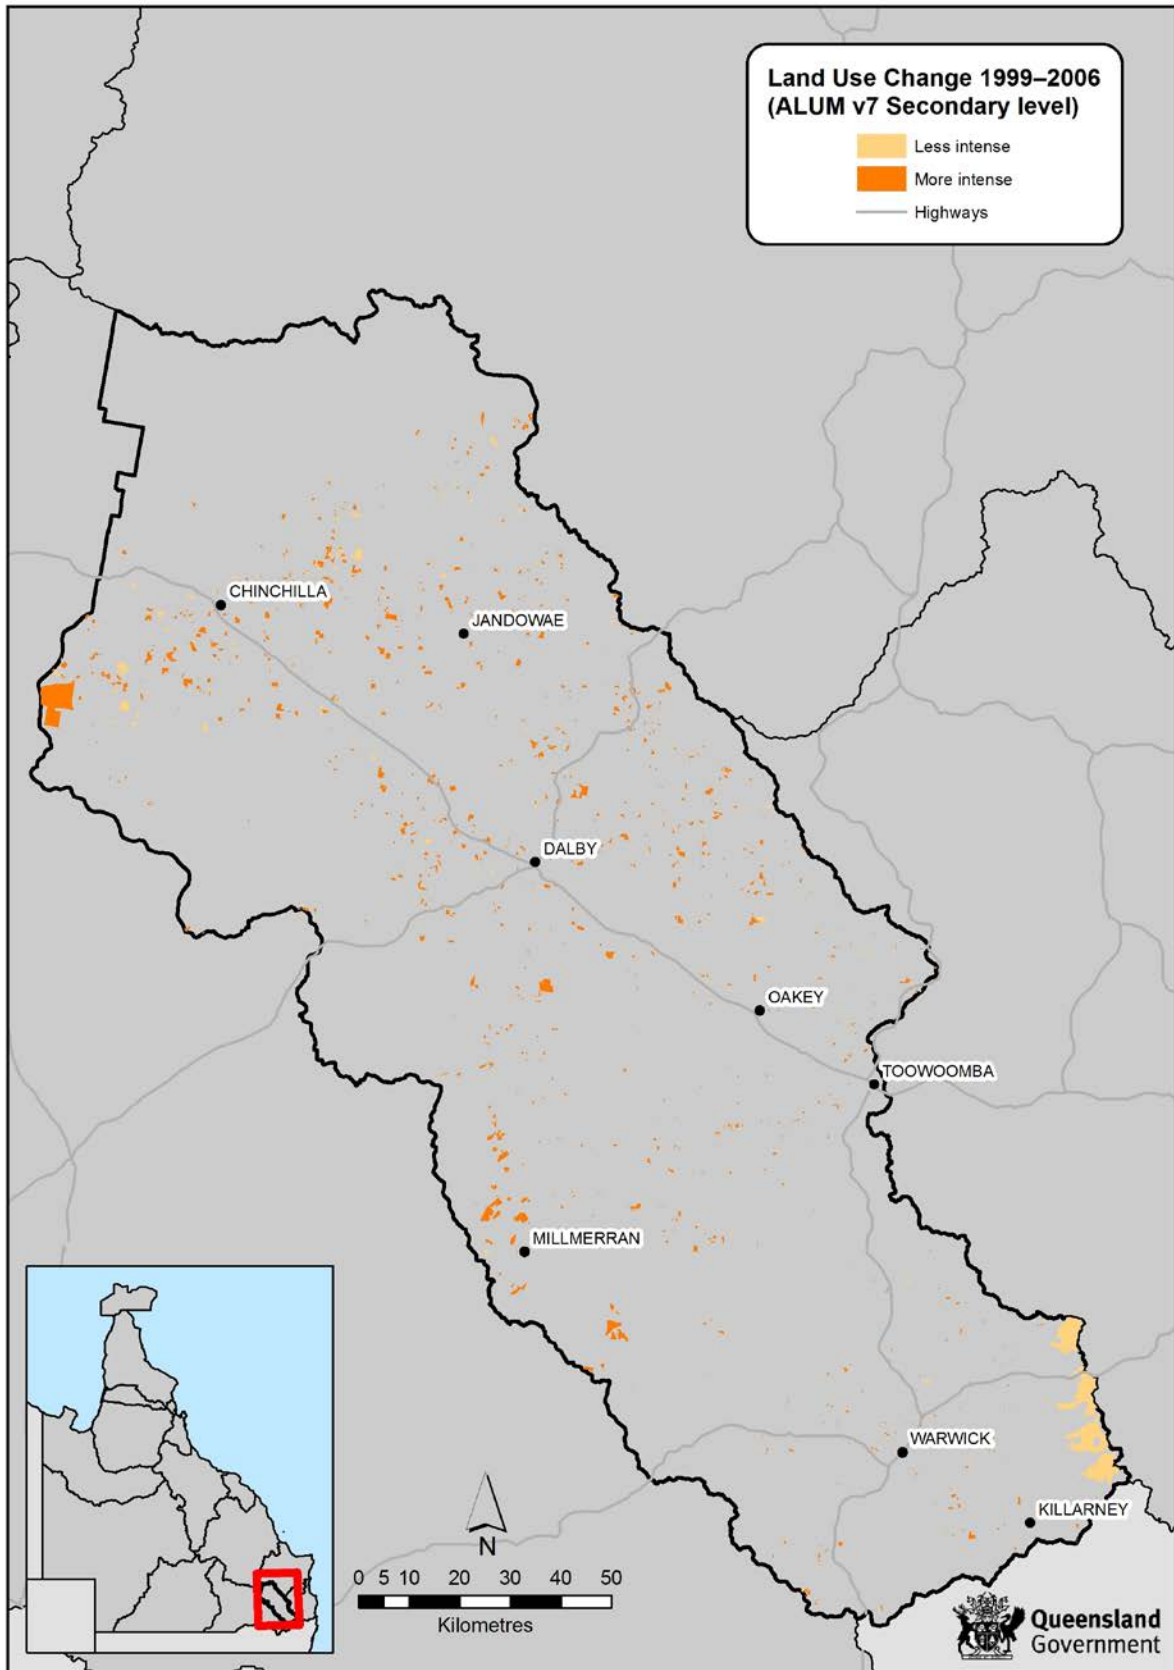 Land Use Change 1999–2006
(ALUM v7 Secondary level)
Less intense
More intense
Highways
CHINCHILLA
JANDOWAE
DALBY
OAKEY
TOOWOOMBA
MILLMERRAN
WARWICK
KILLARNEY
N
0 5 10 20 30 40 50
Kilometres
Queensland
Government